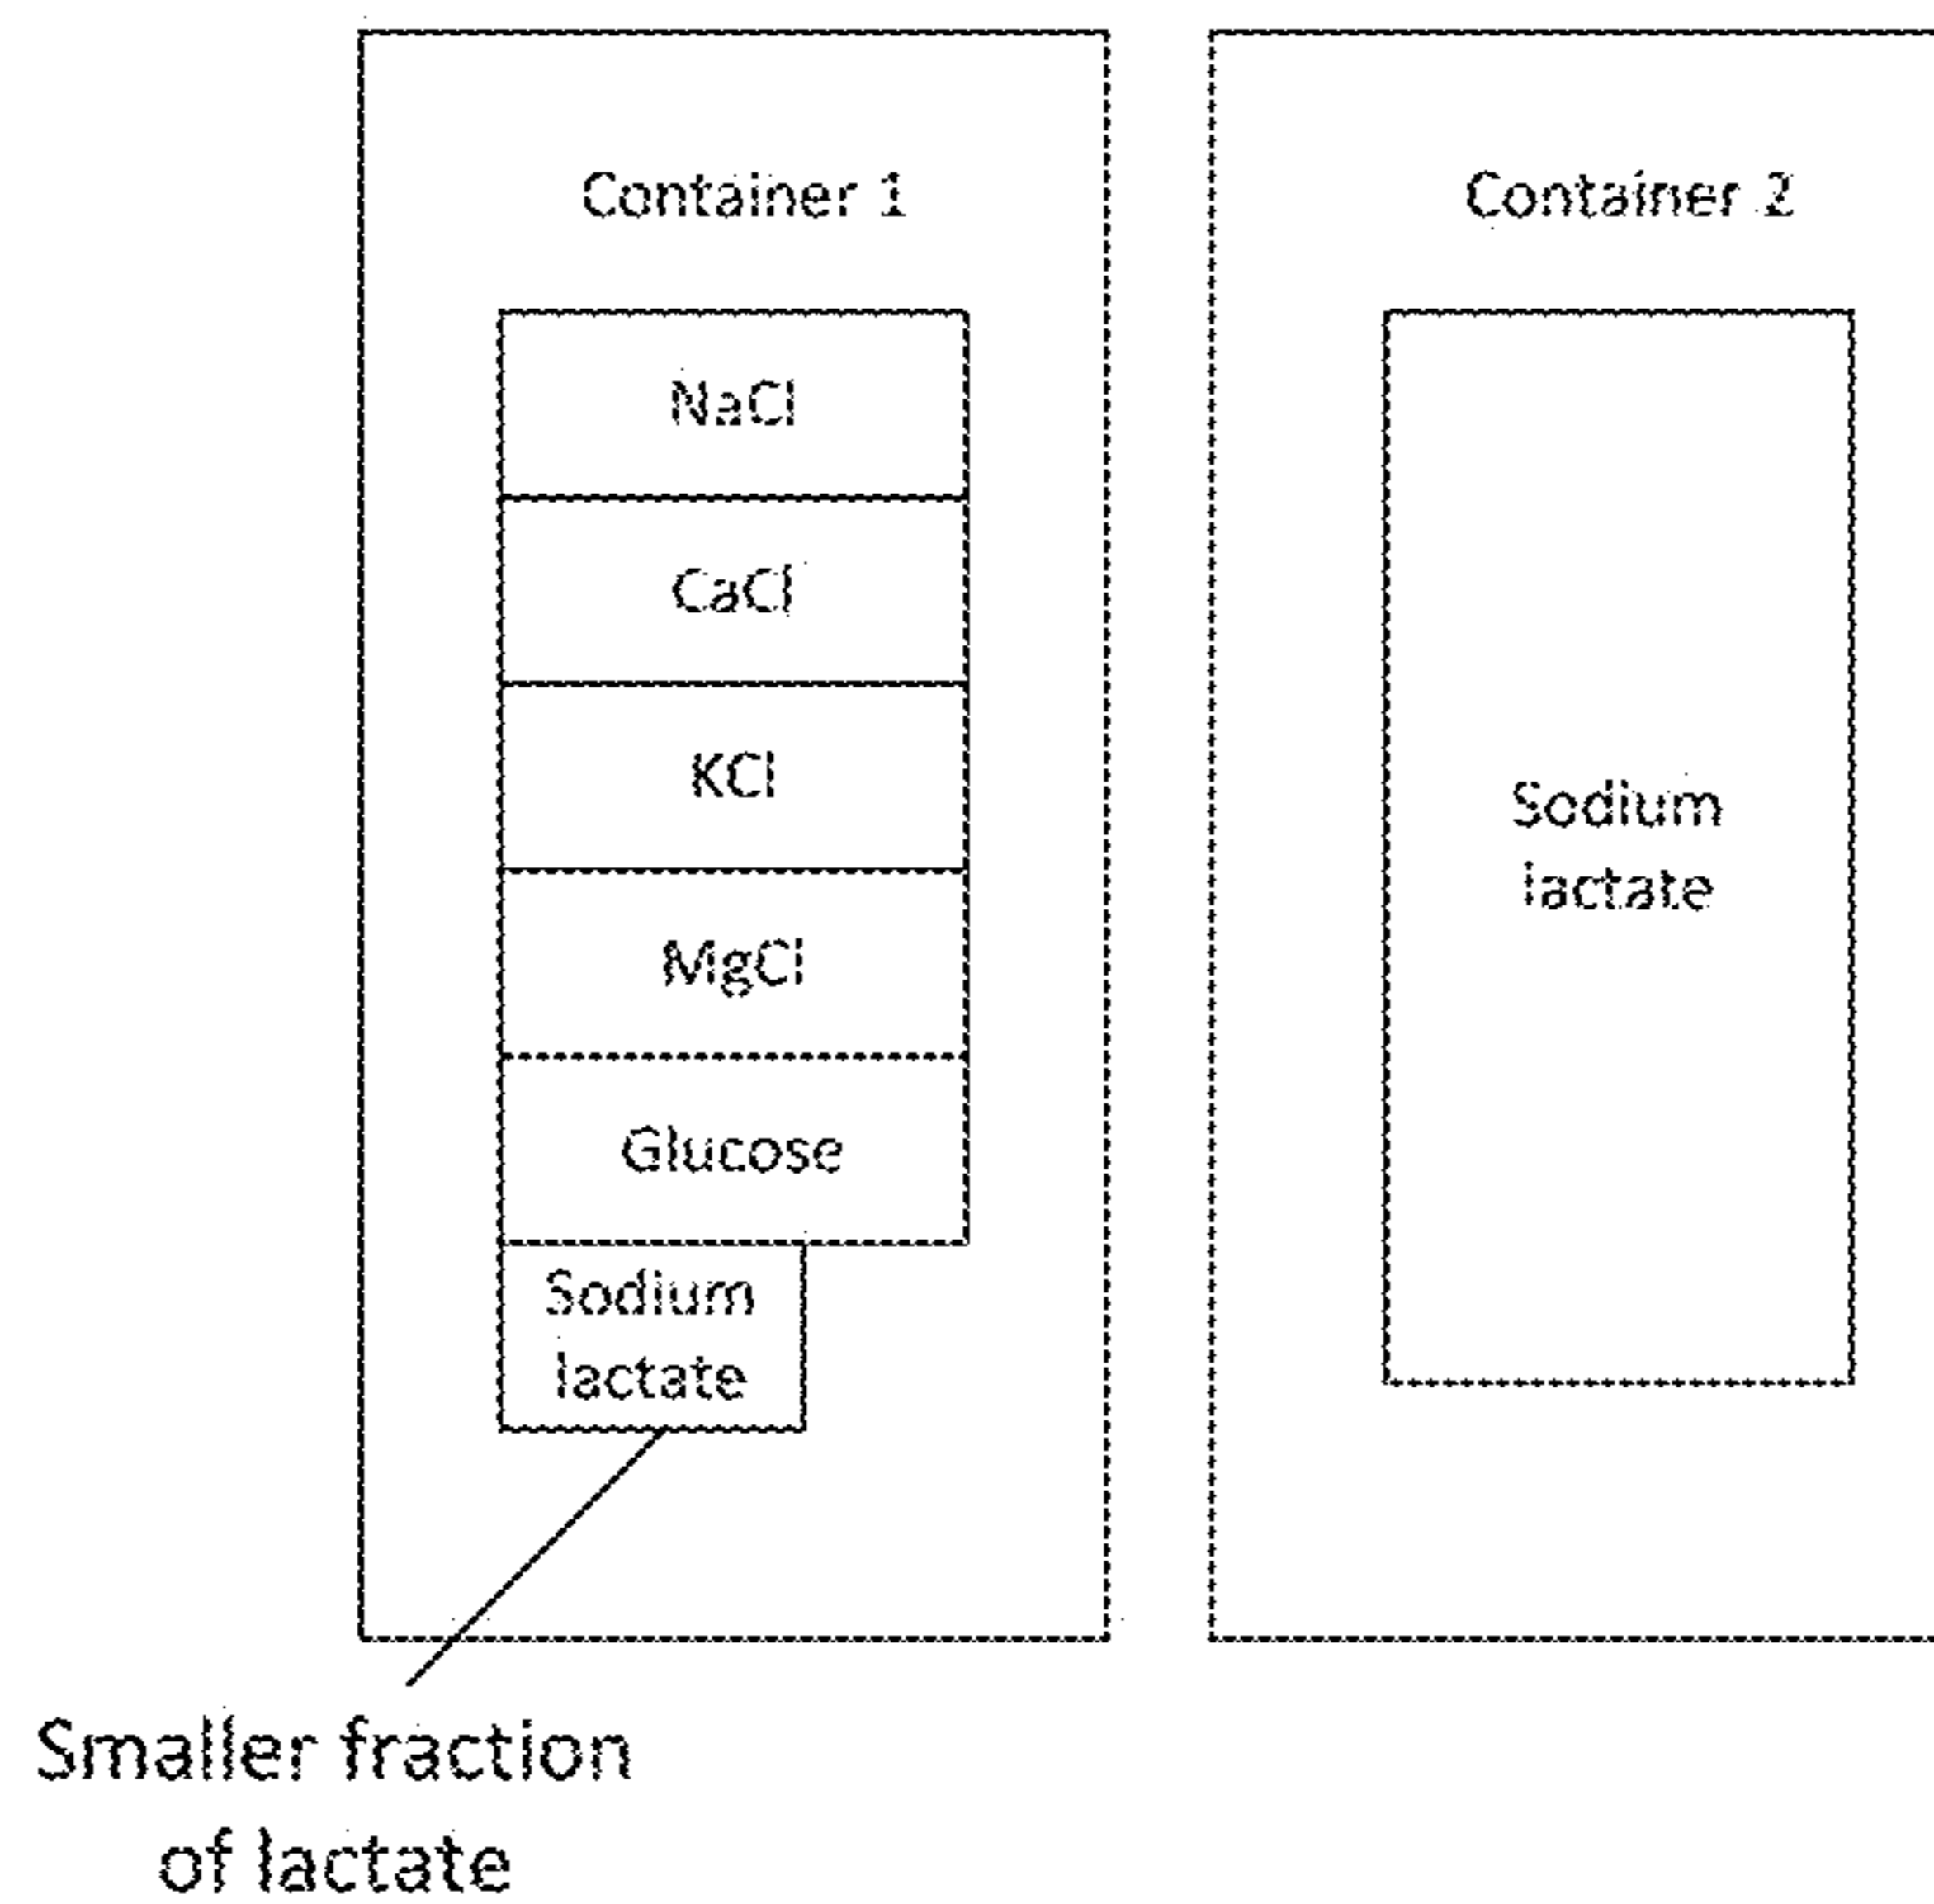 Container 1
NaCl
CaCl
KCl
MgCl
Glucose
Sodium
lactate
Smaller fraction
of lactate
Container 2
Sodium
lactate